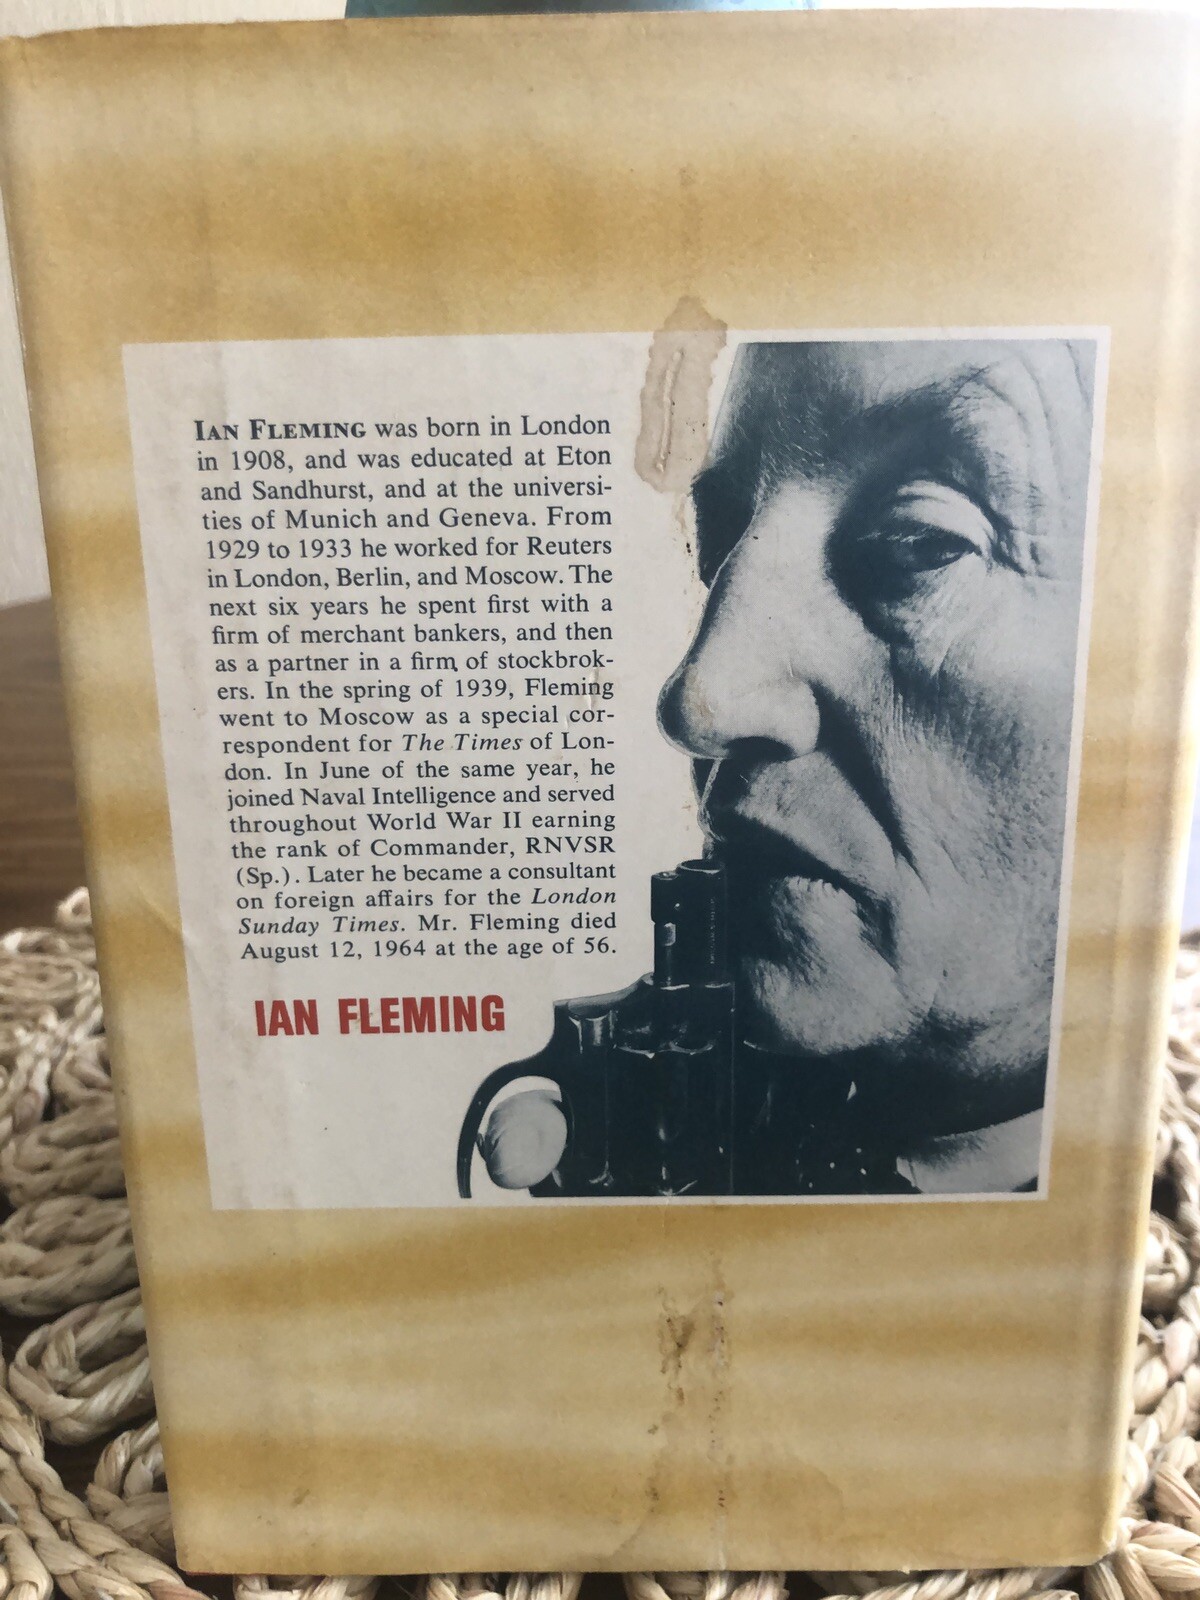 IAN FLEMING was born in London
in 1908, and was educated at Eton
and Sandhurst, and at the universi-
ties of Munich and Geneva. From
1929 to 1933 he worked for Reuters
in London, Berlin, and Moscow. The
next six years he spent first with a
firm of merchant bankers, and then
as a partner in a firm of stockbrok-
ers. In the spring of 1939, Fleming
went to Moscow as a special cor-
respondent for The Times of Lon-
don. In June of the same year, he
joined Naval Intelligence and served
throughout World War II earning
the rank of Commander, RNVSR
(Sp.). Later he became a consultant
on foreign affairs for the London
Sunday Times. Mr. Fleming died
August 12, 1964 at the age of 56.
IAN FLEMING